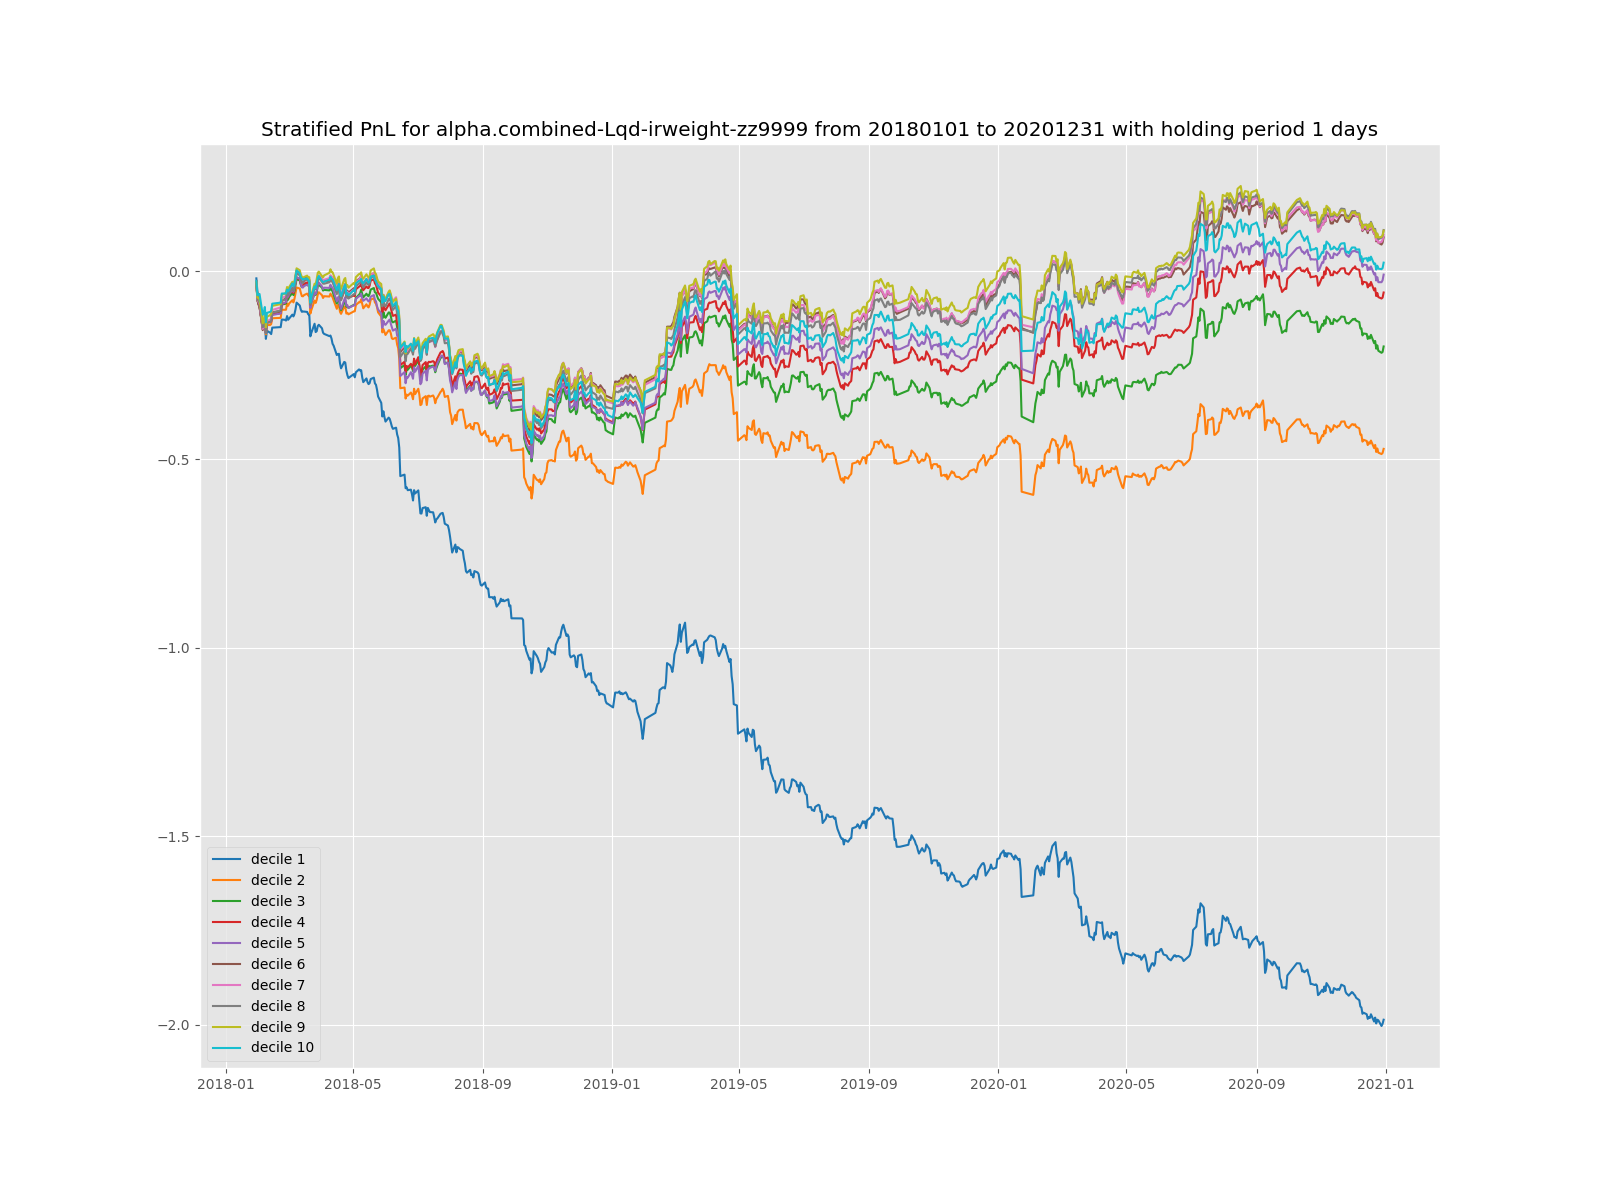 Stratified PnL for alpha.combined-Lqd-irweight-zz9999 from 20180101 to 20201231 with holding period 1 days
0.0
−0.5
−1.0
−1.5
−2.0
decile 1
decile 2
decile 3
decile 4
decile 5
decile 6
decile 7
decile 8
decile 9
decile 10
2018-01 2018-05 2018-09 2019-01 2019-05 2019-09 2020-01 2020-05 2020-09 2021-01